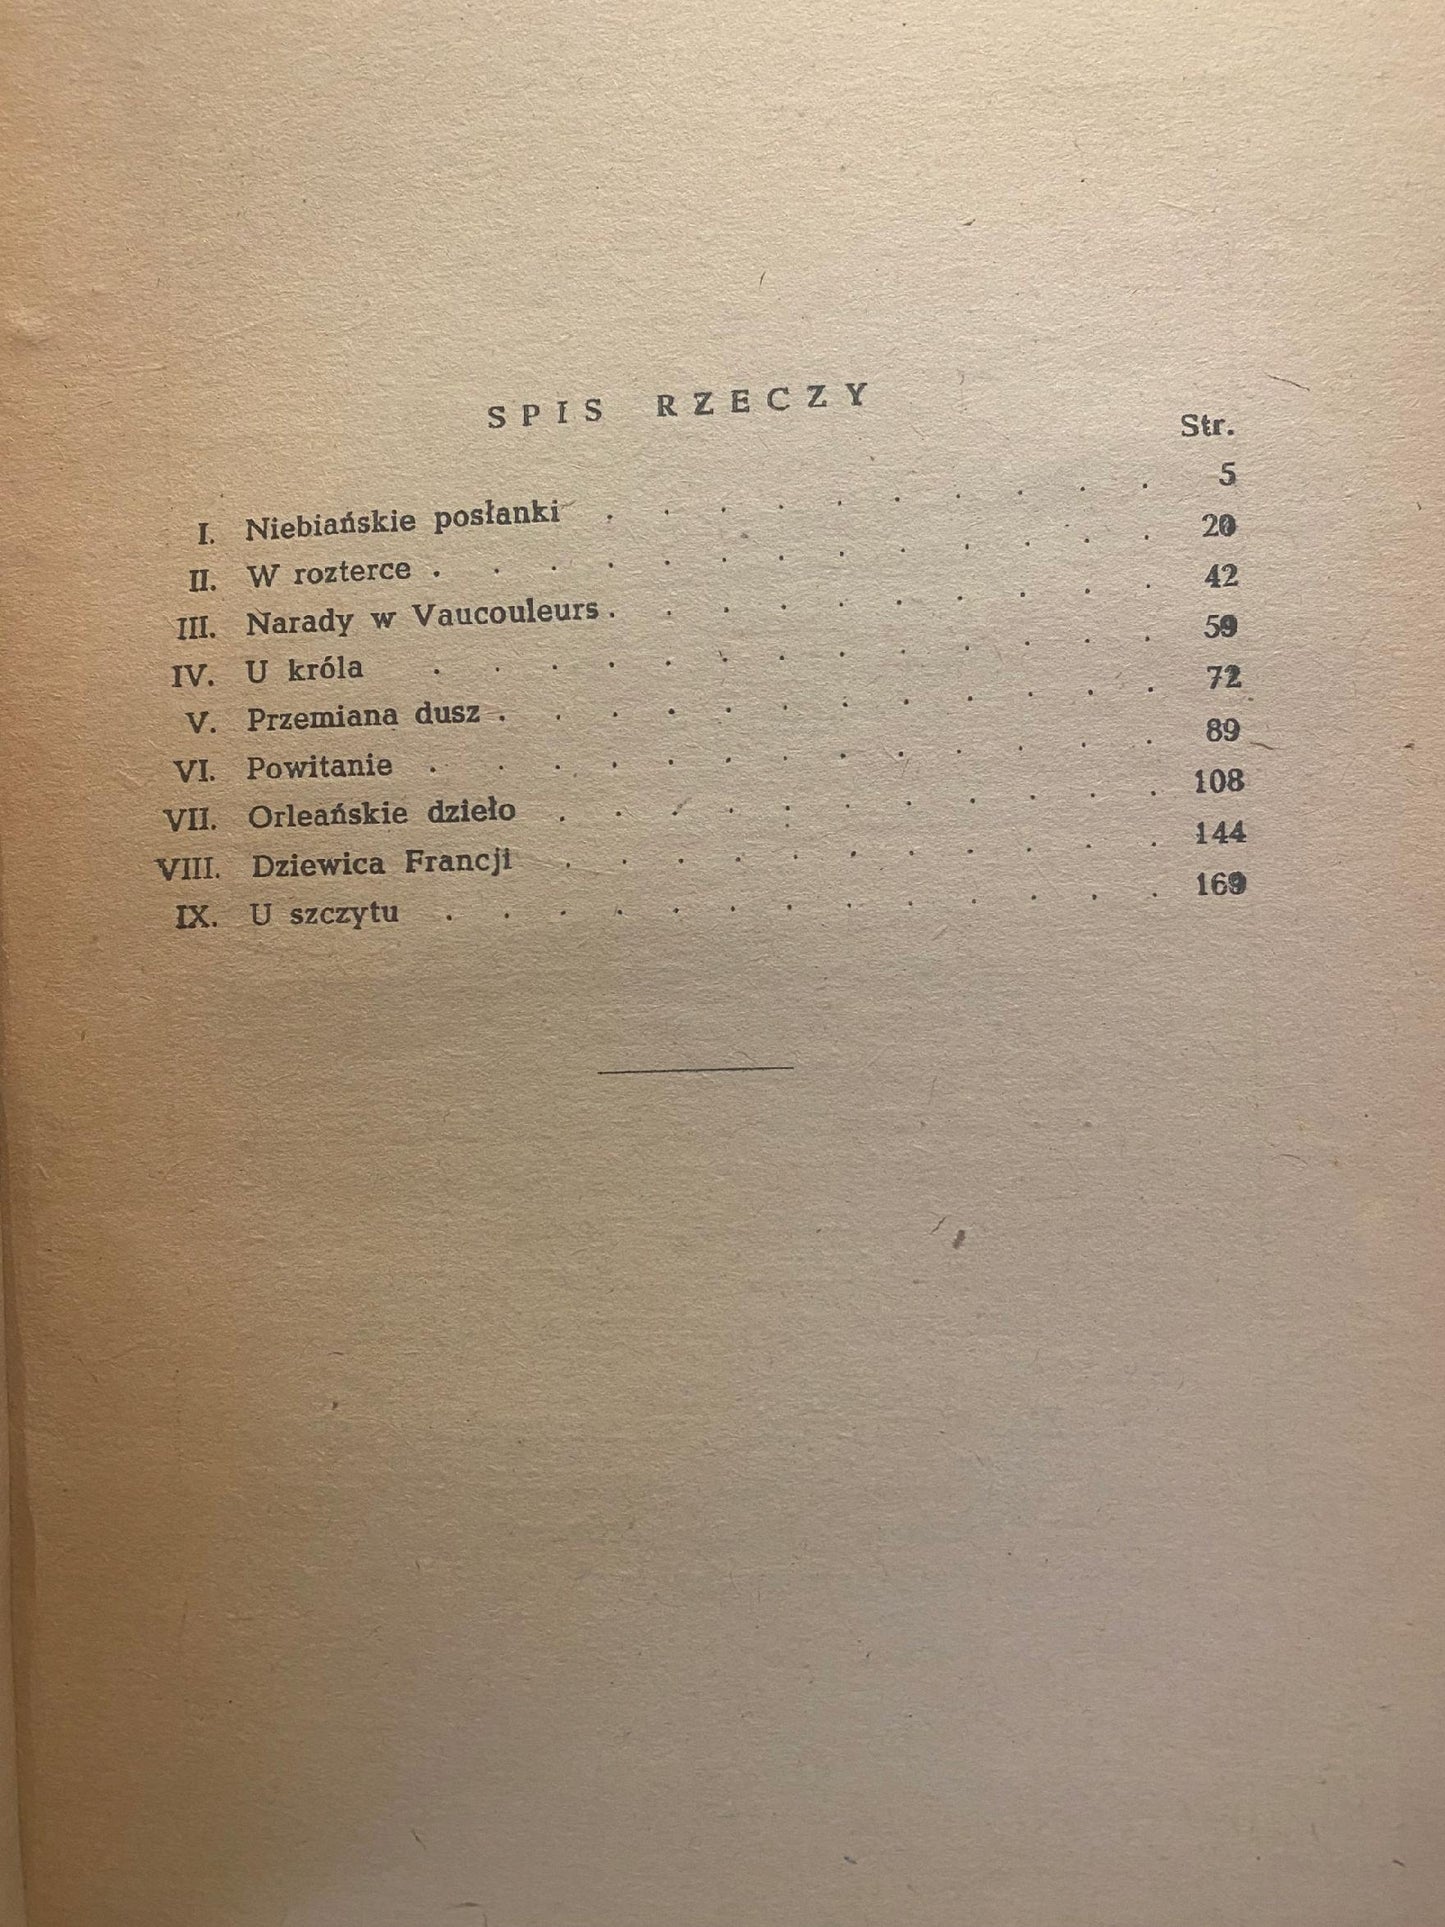 SPIS RZECZY
Str.
I. Niebiańskie posłanki . . . . . . . . . . 5
II. W rozterce . . . . . . . . . . . . . 20
III. Narady w Vaucouleurs . . . . . . . . . . 42
IV. U króla . . . . . . . . . . . . . 59
V. Przemiana dusz . . . . . . . . . . . . 72
VI. Powitanie . . . . . . . . . . . . . 89
VII. Orleańskie dzieło . . . . . . . . . . . 108
VIII. Dziewica Francji . . . . . . . . . . . 144
IX. U szczytu . . . . . . . . . . . . . 169